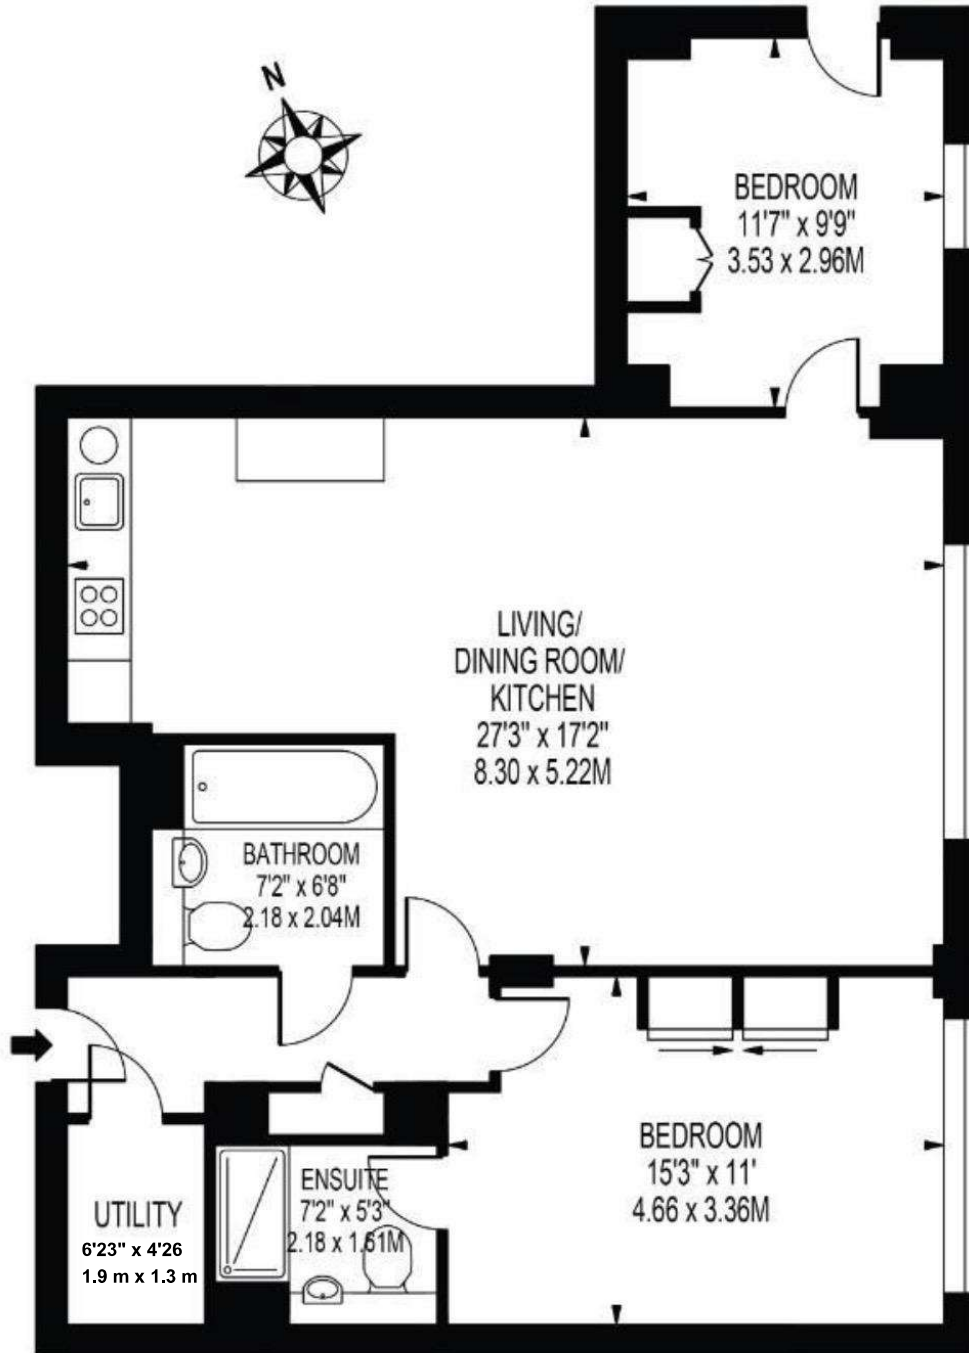 N
BEDROOM
11'7" x 9'9"
3.53 x 2.96M
LIVING/
DINING ROOM/
KITCHEN
27'3" x 17'2"
8.30 x 5.22M
BATHROOM
7'2" x 6'8"
2.18 x 2.04M
BEDROOM
15'3" x 11'
4.66 x 3.36M
ENSUITE
7'2" x 5'3"
2.18 x 1.61M
UTILITY
6'23" x 4'26
1.9 m x 1.3 m